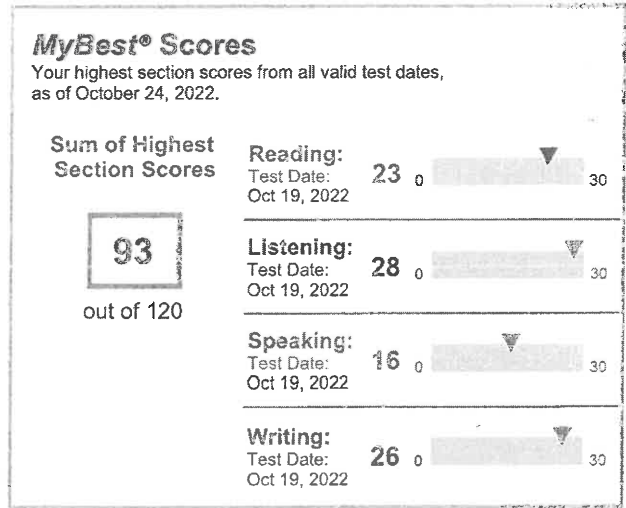 MyBest® Scores
Your highest section scores from all valid test dates,
as of October 24, 2022.
Sum of Highest
Section Scores
93
out of 120
Reading:
Test Date:
Oct 19, 2022
23
0
30
Listening:
Test Date:
Oct 19, 2022
28
0
30
Speaking:
Test Date:
Oct 19, 2022
16
0
30
Writing:
Test Date:
Oct 19, 2022
26
0
30